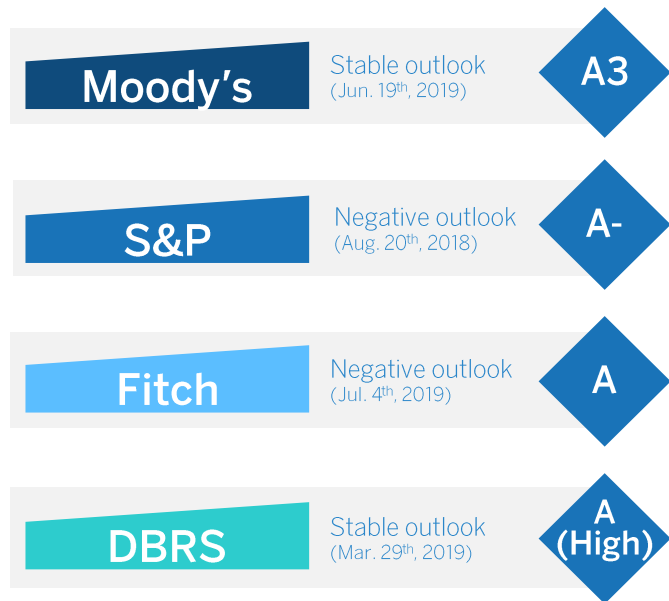 Moody's
Stable outlook
(Jun. 19th, 2019)
A3
S&P
Negative outlook
(Aug. 20th, 2018)
A-
Fitch
Negative outlook
(Jul. 4th, 2019)
A
DBRS
Stable outlook
(Mar. 29th, 2019)
A
(High)